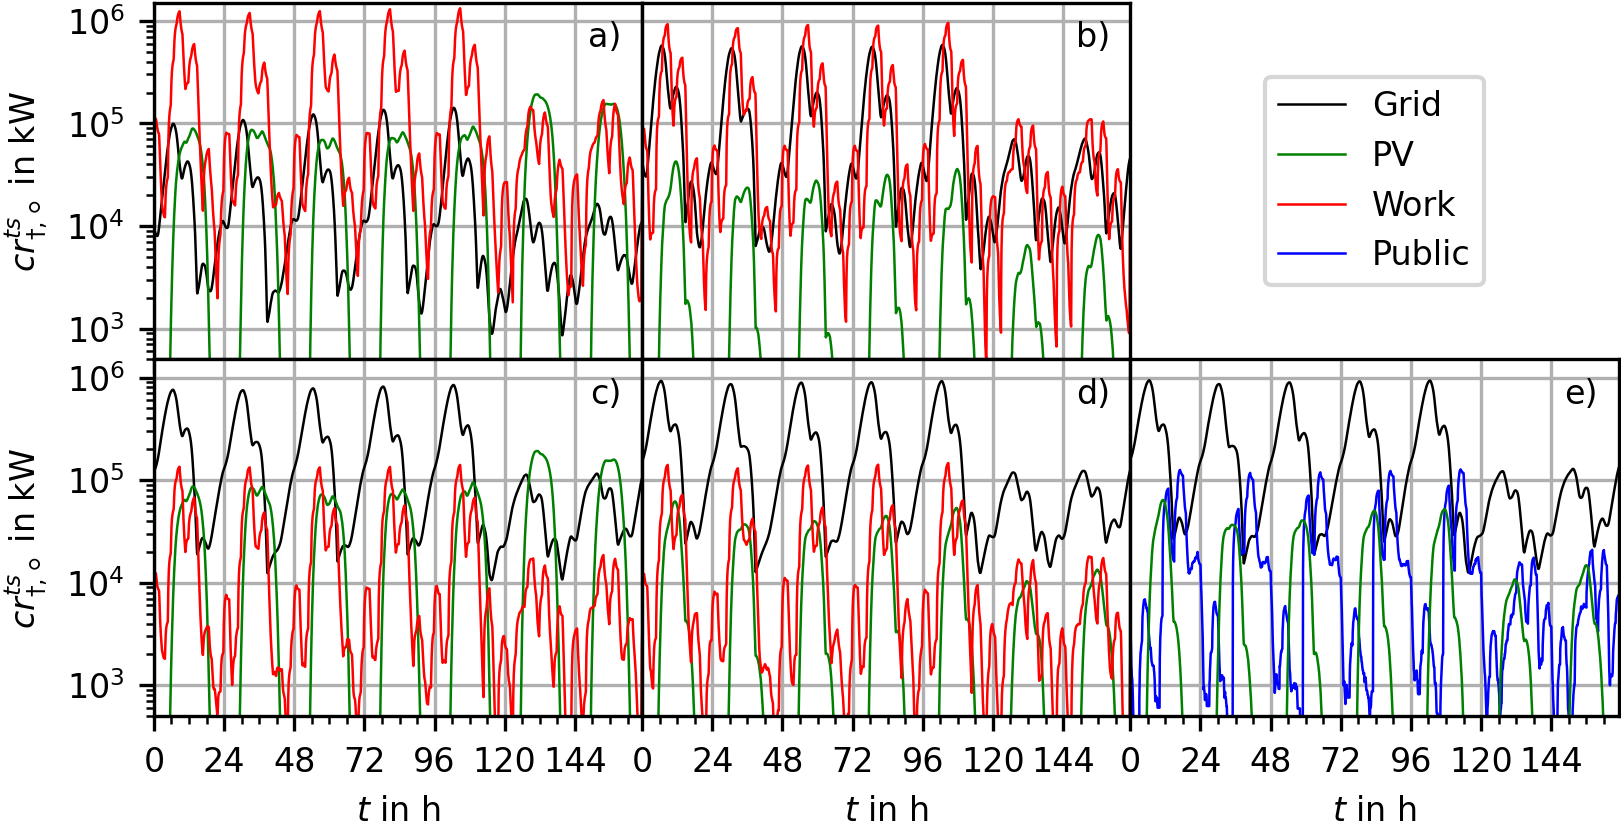 10⁶
10⁵
10⁴
10³
cr^{ts}_{†,○} in kW
a)
b)
Grid
PV
Work
Public
10⁶
10⁵
10⁴
10³
cr^{ts}_{†,○} in kW
c)
d)
e)
0 24 48 72 96 120 144
0 24 48 72 96 120 144
0 24 48 72 96 120 144
t in h
t in h
t in h